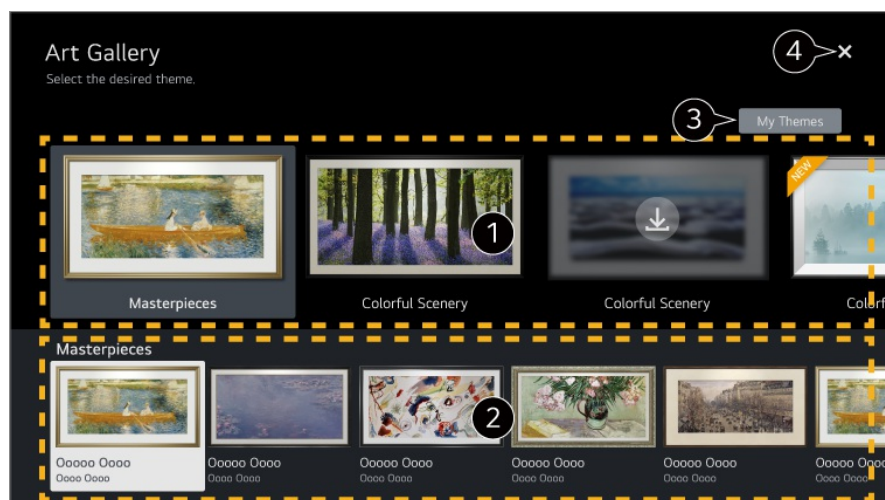 Art Gallery
4
×
Select the desired theme.
3
My Themes
NEW
1
Masterpieces
Colorful Scenery
Colorful Scenery
Colorf
Masterpieces
2
Ooooo Oooo
Ooooo Oooo
Ooooo Oooo
Ooooo Oooo
Ooooo Oooo
Ooooo Oooo
Oooo Oooo
Oooo Oooo
Oooo Oooo
Oooo Oooo
Oooo Oooo
Oooo Oooo